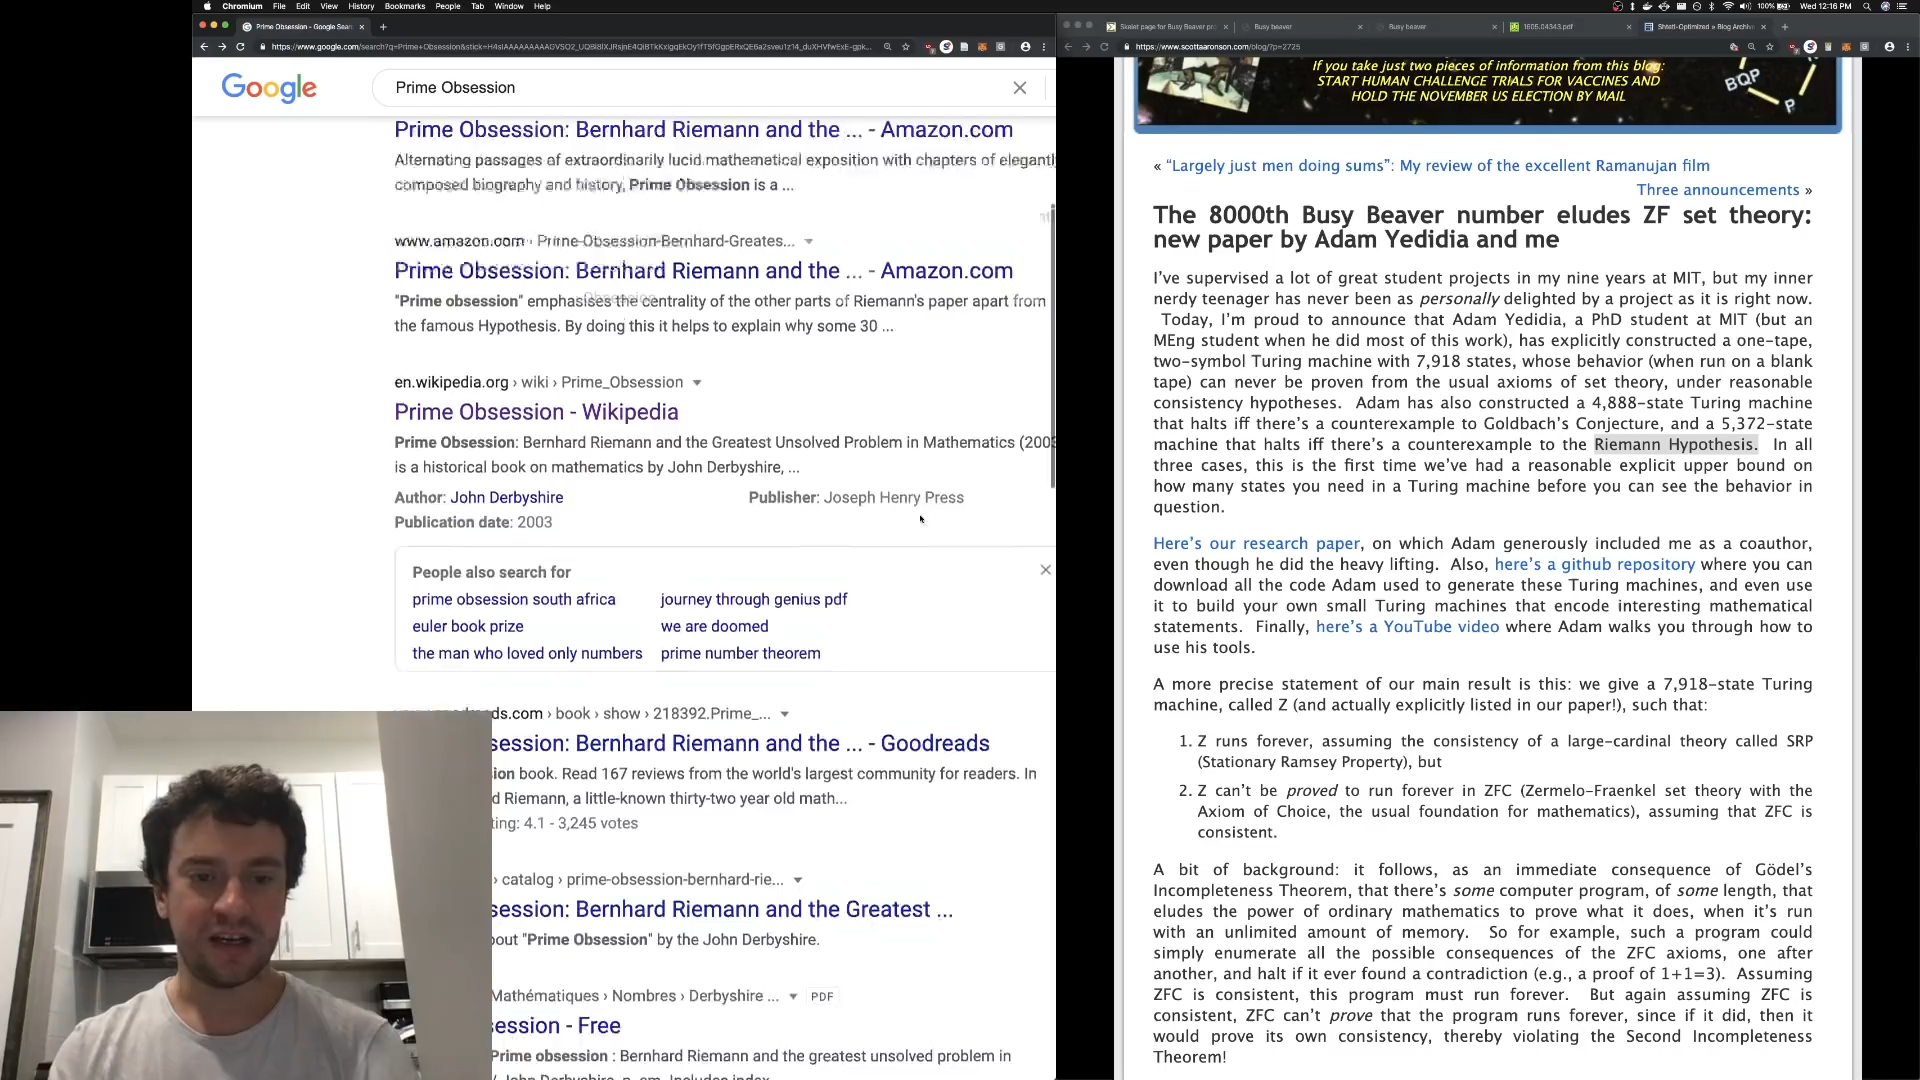 Chromium File Edit View History Bookmarks People Tab Window Help
100% Wed 12:16 PM
Prime Obsession - Google Sear
https://www.google.com/search?q=Prime+Obsession&stick=
Google
Prime Obsession
Prime Obsession: Bernhard Riemann and the ... - Amazon.com
Alternating passages of extraordinarily lucid mathematical exposition with chapters of elegantl
composed biography and history, Prime Obsession is a ...
www.amazon.com › Prime-Obsession-Bernhard-Greates...
Prime Obsession: Bernhard Riemann and the ... - Amazon.com
"Prime obsession" emphasises the centrality of the other parts of Riemann's paper apart from
the famous Hypothesis. By doing this it helps to explain why some 30 ...
en.wikipedia.org › wiki › Prime_Obsession
Prime Obsession - Wikipedia
Prime Obsession: Bernhard Riemann and the Greatest Unsolved Problem in Mathematics (2003
is a historical book on mathematics by John Derbyshire, ...
Author: John Derbyshire Publisher: Joseph Henry Press
Publication date: 2003
People also search for
prime obsession south africa journey through genius pdf
euler book prize we are doomed
the man who loved only numbers prime number theorem
ds.com › book › show › 218392.Prime_...
session: Bernhard Riemann and the ... - Goodreads
ion book. Read 167 reviews from the world's largest community for readers. In
d Riemann, a little-known thirty-two year old math...
ting: 4.1 - 3,245 votes
› catalog › prime-obsession-bernhard-rie...
session: Bernhard Riemann and the Greatest ...
bout "Prime Obsession" by the John Derbyshire.
Mathématiques › Nombres › Derbyshire ... PDF
ession - Free
Prime obsession : Bernhard Riemann and the greatest unsolved problem in
Skelet page for Busy Beaver pro Busy beaver Busy beaver 1605.04343.pdf Shtetl-Optimized » Blog Archive
https://www.scottaaronson.com/blog/?p=2725
If you take just two pieces of information from this blog:
START HUMAN CHALLENGE TRIALS FOR VACCINES AND
HOLD THE NOVEMBER US ELECTION BY MAIL
BQP
P
« “Largely just men doing sums”: My review of the excellent Ramanujan film
Three announcements »
The 8000th Busy Beaver number eludes ZF set theory:
new paper by Adam Yedidia and me
I’ve supervised a lot of great student projects in my nine years at MIT, but my inner
nerdy teenager has never been as personally delighted by a project as it is right now.
Today, I’m proud to announce that Adam Yedidia, a PhD student at MIT (but an
MEng student when he did most of this work), has explicitly constructed a one-tape,
two-symbol Turing machine with 7,918 states, whose behavior (when run on a blank
tape) can never be proven from the usual axioms of set theory, under reasonable
consistency hypotheses. Adam has also constructed a 4,888-state Turing machine
that halts iff there’s a counterexample to Goldbach’s Conjecture, and a 5,372-state
machine that halts iff there’s a counterexample to the Riemann Hypothesis. In all
three cases, this is the first time we’ve had a reasonable explicit upper bound on
how many states you need in a Turing machine before you can see the behavior in
question.
Here’s our research paper, on which Adam generously included me as a coauthor,
even though he did the heavy lifting. Also, here’s a github repository where you can
download all the code Adam used to generate these Turing machines, and even use
it to build your own small Turing machines that encode interesting mathematical
statements. Finally, here’s a YouTube video where Adam walks you through how to
use his tools.
A more precise statement of our main result is this: we give a 7,918-state Turing
machine, called Z (and actually explicitly listed in our paper!), such that:
1. Z runs forever, assuming the consistency of a large-cardinal theory called SRP
(Stationary Ramsey Property), but
2. Z can’t be proved to run forever in ZFC (Zermelo-Fraenkel set theory with the
Axiom of Choice, the usual foundation for mathematics), assuming that ZFC is
consistent.
A bit of background: it follows, as an immediate consequence of Gödel’s
Incompleteness Theorem, that there’s some computer program, of some length, that
eludes the power of ordinary mathematics to prove what it does, when it’s run
with an unlimited amount of memory. So for example, such a program could
simply enumerate all the possible consequences of the ZFC axioms, one after
another, and halt if it ever found a contradiction (e.g., a proof of 1+1=3). Assuming
ZFC is consistent, this program must run forever. But again assuming ZFC is
consistent, ZFC can’t prove that the program runs forever, since if it did, then it
would prove its own consistency, thereby violating the Second Incompleteness
Theorem!